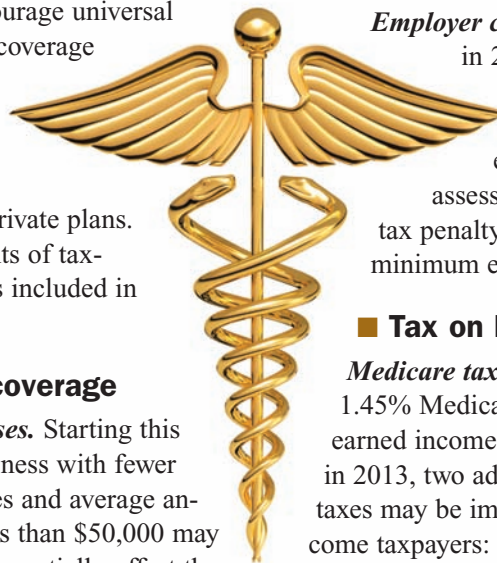 urage universal
coverage
rivate plans.
ts of tax-
s included in
coverage
ses. Starting this
ness with fewer
es and average an-
s than $50,000 may
Employer c
in 2
e
assess
tax penalty
minimum e
■ Tax on
Medicare tax
1.45% Medica
earned income
in 2013, two ad
taxes may be im
come taxpayers: